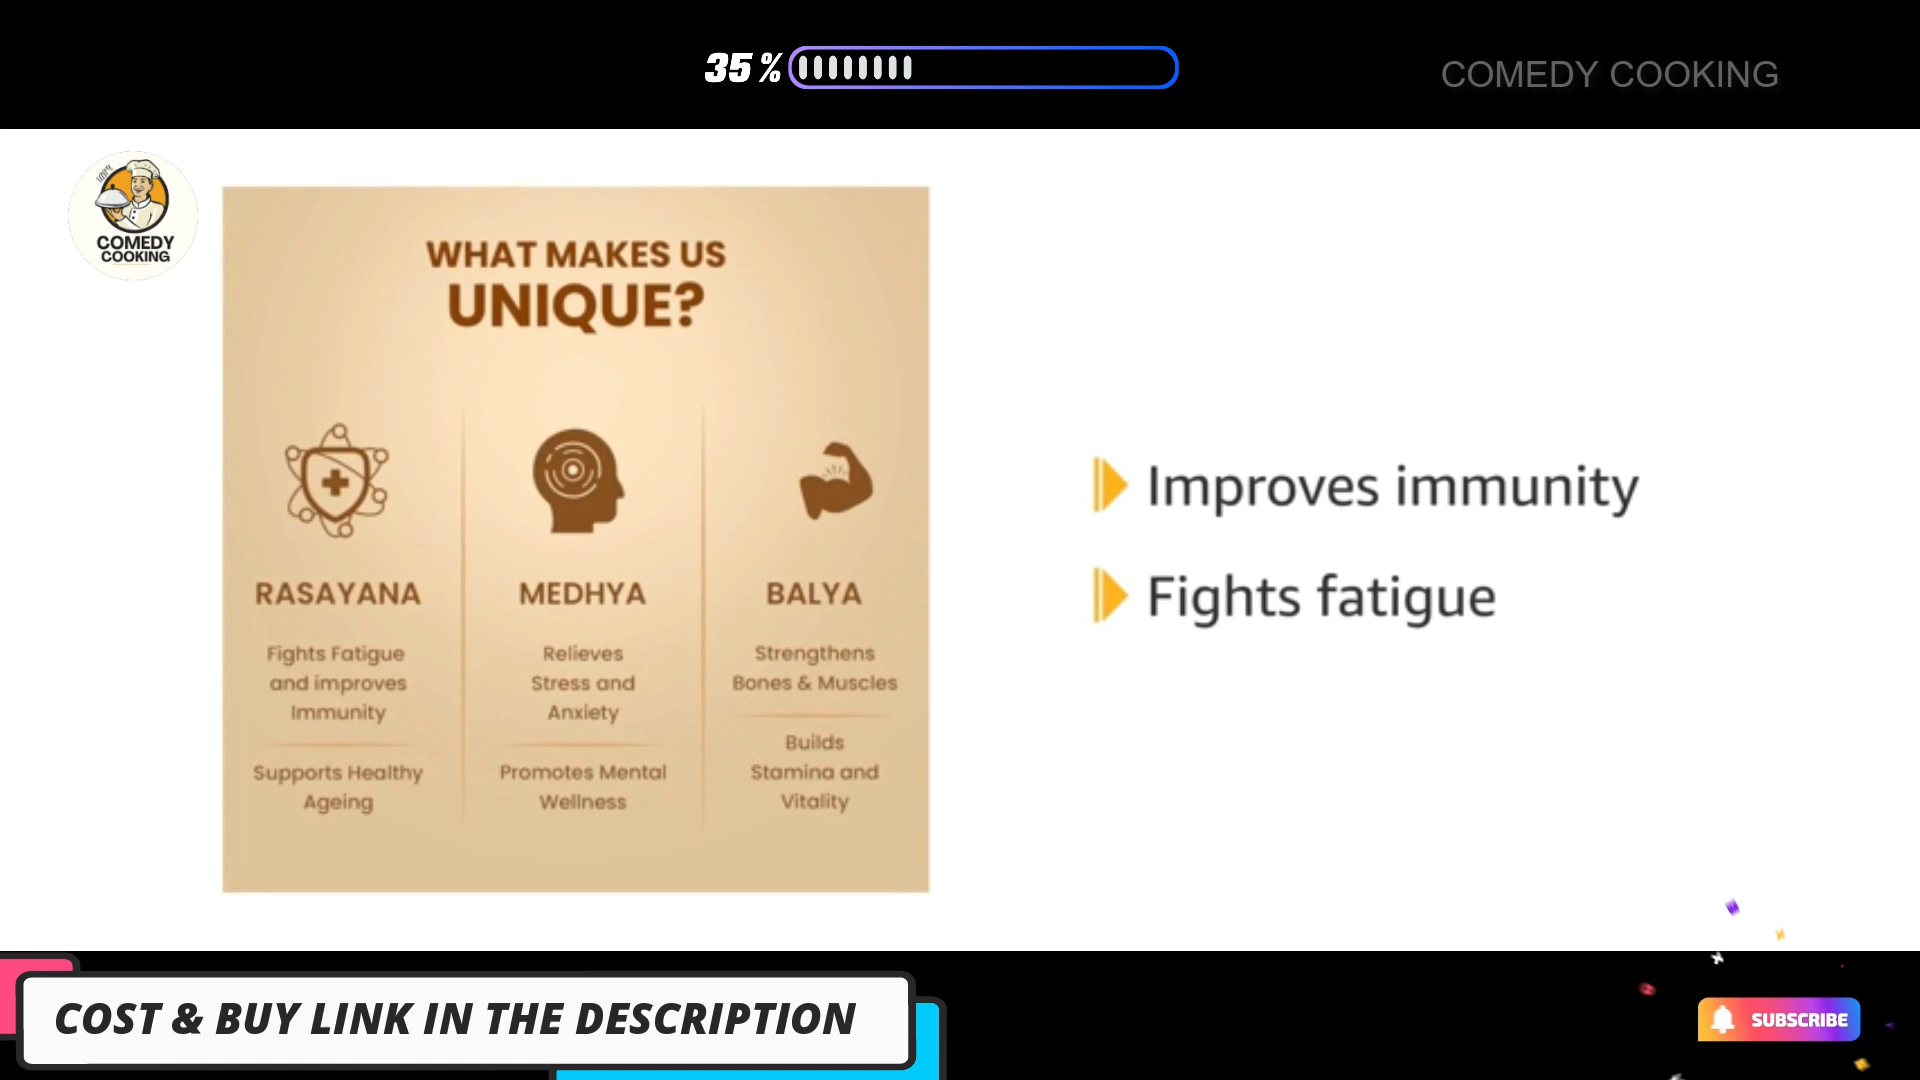 35 %
COMEDY COOKING
COMEDY
COOKING
WHAT MAKES US
UNIQUE?
RASAYANA
Fights Fatigue
and improves
Immunity
Supports Healthy
Ageing
MEDHYA
Relieves
Stress and
Anxiety
Promotes Mental
Wellness
BALYA
Strengthens
Bones & Muscles
Builds
Stamina and
Vitality
Improves immunity
Fights fatigue
COST & BUY LINK IN THE DESCRIPTION
SUBSCRIBE